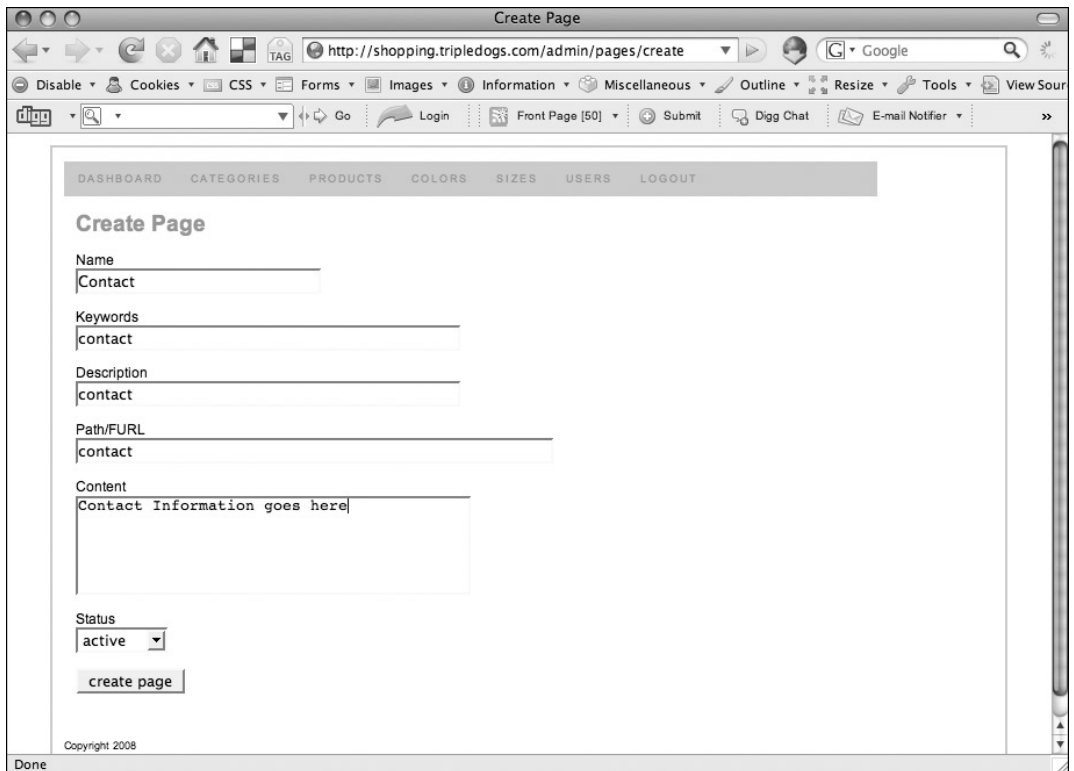 Create Page
TAG http://shopping.tripledogs.com/admin/pages/create G Google
Disable Cookies CSS Forms Images Information Miscellaneous Outline Resize Tools View Sour
digg Go Login Front Page [50] Submit Digg Chat E-mail Notifier »
DASHBOARD CATEGORIES PRODUCTS COLORS SIZES USERS LOGOUT
Create Page
Name
Contact
Keywords
contact
Description
contact
Path/FURL
contact
Content
Contact Information goes here
Status
active
create page
Copyright 2008
Done